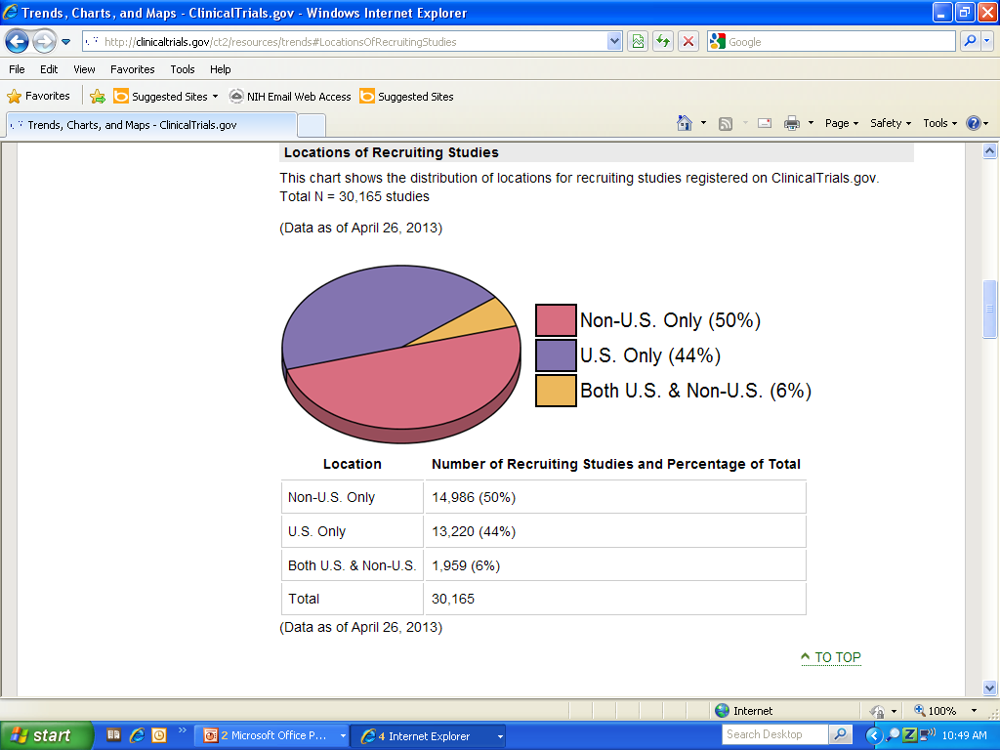 Trends, Charts, and Maps - ClinicalTrials.gov - Windows Internet Explorer
http://clinicaltrials.gov/ct2/resources/trends#LocationsOfRecruitingStudies
Google
File Edit View Favorites Tools Help
Favorites Suggested Sites NIH Email Web Access Suggested Sites
Trends, Charts, and Maps - ClinicalTrials.gov Page Safety Tools
Locations of Recruiting Studies
This chart shows the distribution of locations for recruiting studies registered on ClinicalTrials.gov.
Total N = 30,165 studies
(Data as of April 26, 2013)
Non-U.S. Only (50%)
U.S. Only (44%)
Both U.S. & Non-U.S. (6%)
Location Number of Recruiting Studies and Percentage of Total
Non-U.S. Only 14,986 (50%)
U.S. Only 13,220 (44%)
Both U.S. & Non-U.S. 1,959 (6%)
Total 30,165
(Data as of April 26, 2013)
TO TOP
Internet 100%
start 2 Microsoft Office P... 4 Internet Explorer Search Desktop 10:49 AM